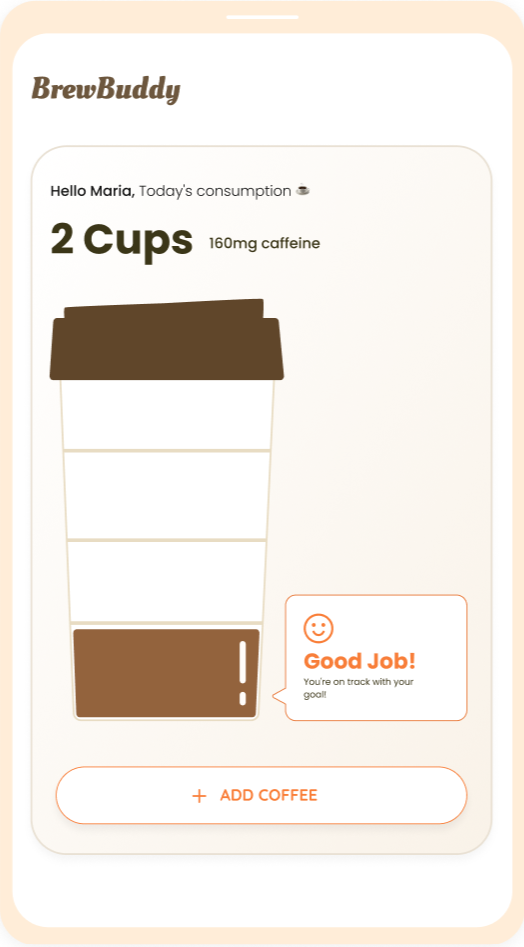 BrewBuddy
Hello Maria, Today's consumption ☕
2 Cups 160mg caffeine
Good Job!
You're on track with your
goal!
+ ADD COFFEE